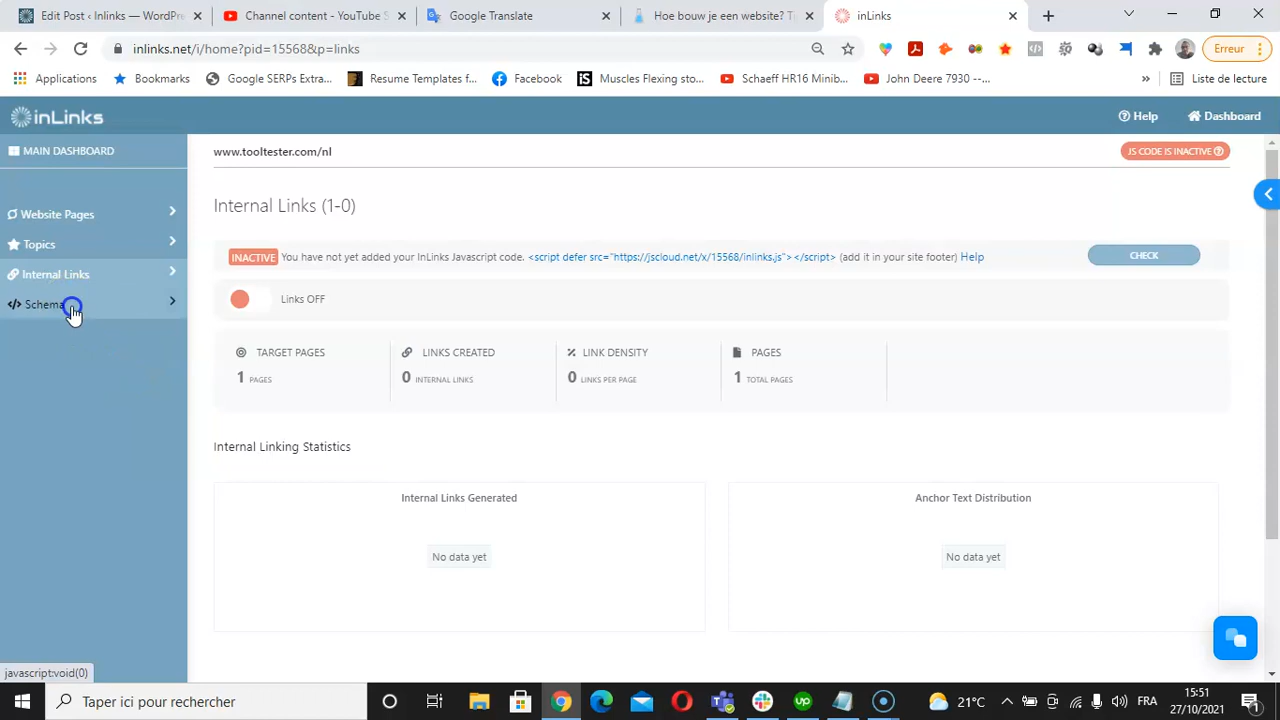 Edit Post ‹ Inlinks — WordPre
Channel content - YouTube S
Google Translate
Hoe bouw je een website? Ti
inLinks
inlinks.net/i/home?pid=15568&p=links
Erreur
Applications
Bookmarks
Google SERPs Extra...
Resume Templates f...
Facebook
Muscles Flexing sto...
Schaeff HR16 Minib...
John Deere 7930 --...
»
Liste de lecture
inLinks
Help
Dashboard
MAIN DASHBOARD
www.tooltester.com/nl
JS CODE IS INACTIVE
Website Pages
Topics
Internal Links
Schema
Internal Links (1-0)
INACTIVE You have not yet added your InLinks Javascript code. <script defer src="https://jscloud.net/x/15568/inlinks.js"></script> (add it in your site footer) Help
CHECK
Links OFF
TARGET PAGES
1 PAGES
LINKS CREATED
0 INTERNAL LINKS
LINK DENSITY
0 LINKS PER PAGE
PAGES
1 TOTAL PAGES
Internal Linking Statistics
Internal Links Generated
No data yet
Anchor Text Distribution
No data yet
javascript:void(0)
Taper ici pour rechercher
21°C
FRA
15:51
27/10/2021